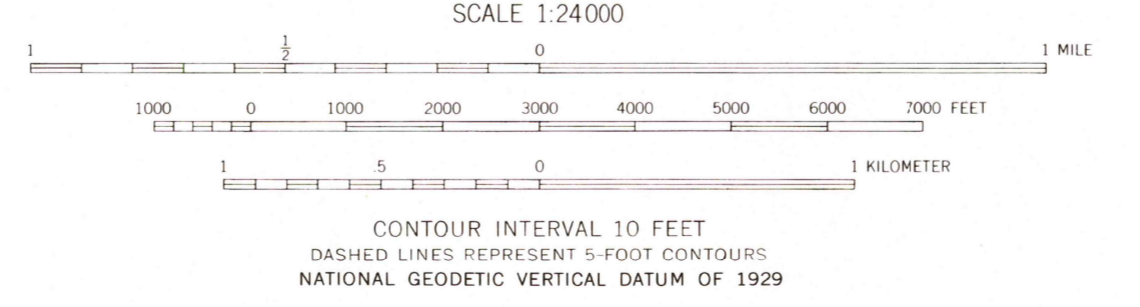 SCALE 1:24 000
1 ½ 0 1 MILE
1000 0 1000 2000 3000 4000 5000 6000 7000 FEET
1 .5 0 1 KILOMETER
CONTOUR INTERVAL 10 FEET
DASHED LINES REPRESENT 5-FOOT CONTOURS
NATIONAL GEODETIC VERTICAL DATUM OF 1929